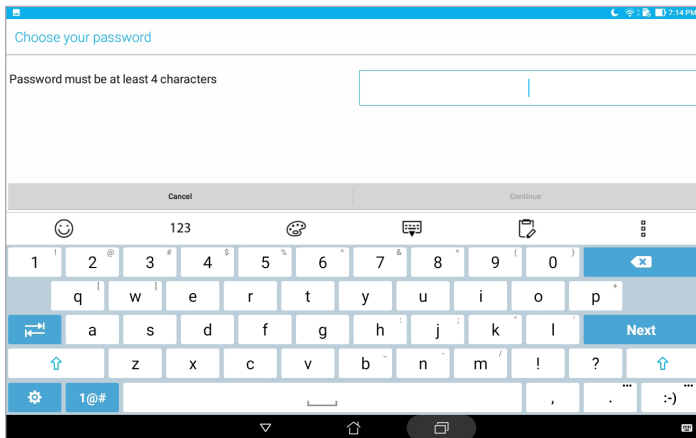 7:14 PM
Choose your password
Password must be at least 4 characters
Cancel Continue
123
! @ # $ % ^ & * ( )
1 2 3 4 5 6 7 8 9 0
[ ] +
q w e r t y u i o p
: ; " '
a s d f g h j k l Next
_ - /
z x c v b n m ! ?
1@# , . :-)